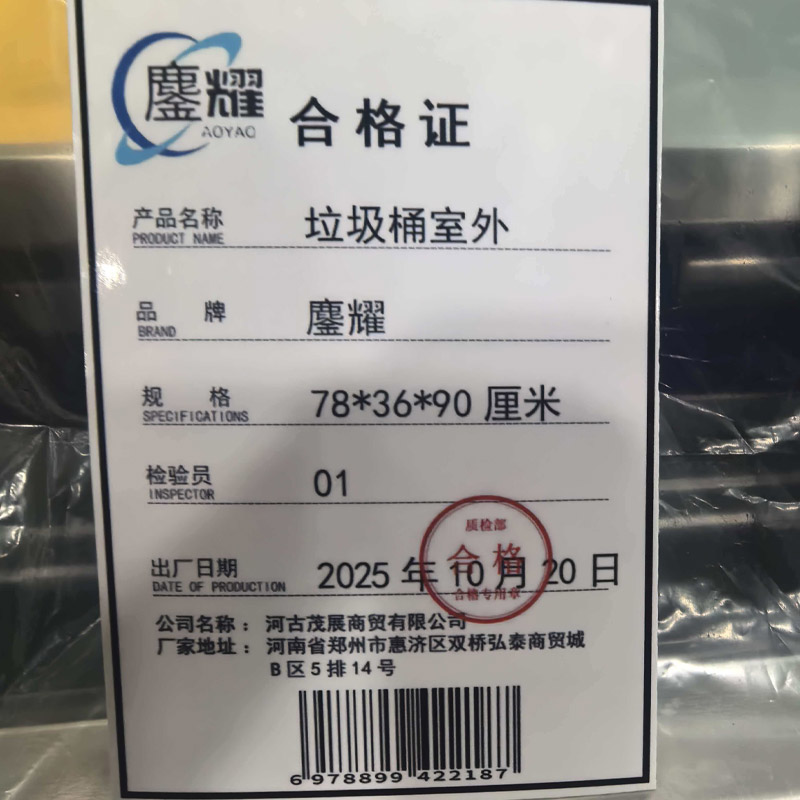 鏖耀
AOYAO
合格证
产品名称 垃圾桶室外
PRODUCT NAME
品 牌 鏖耀
BRAND
规 格 78*36*90 厘米
SPECIFICATIONS
检验员 01
INSPECTOR
质检部
合格
出厂日期 2025 年 10 月 20 日
DATE OF PRODUCTION
合格专用章
公司名称： 河古茂展商贸有限公司
厂家地址： 河南省郑州市惠济区双桥弘泰商贸城
B 区 5 排 14 号
6 978899 422187